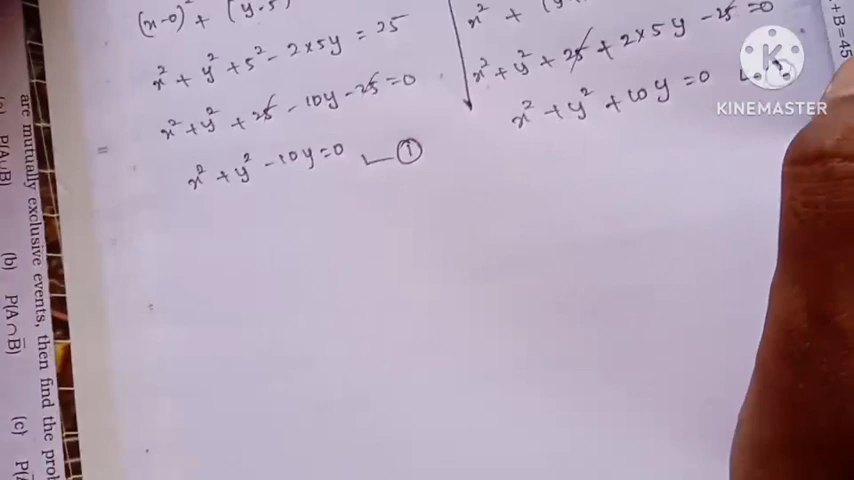 (x-0)² + (y-5)
x² + y² + 5² - 2×5y = 25
x² + y² + 25 - 10y - 25 = 0
=
x² + y² - 10y = 0 ①
x² + (y
x² + y² + 25 + 2×5y - 25 = 0
x² + y² + 10y = 0
KINEMASTER
+B=45
are mutually exclusive events, then find the
P(A∪B)
(b) P(A∩B̅)
(c)